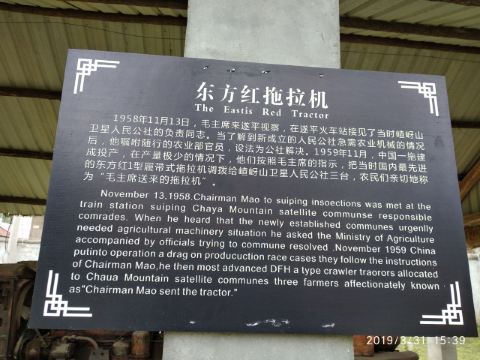 东方红拖拉机
The Eastis Red Tractor
1958年11月13日，毛主席来遂平视察，在遂平火车站接见了当时嵖岈山
卫星人民公社的负责同志。当了解到新成立的人民公社急需农业机械的情况
后，他嘱咐随行的农业部官员，设法为公社解决。1959年11月，中国一拖建
成投产，在产量极少的情况下，他们按照毛主席的指示，把当时国内最先进
的东方红1型履带式拖拉机调拨给嵖岈山卫星人民公社三台，农民们亲切地称
为“毛主席送来的拖拉机”。
November 13,1958,Chairman Mao to suiping insoections was met at the
train station suiping Chaya Mountain satellite communse responsible
comrades. When he heard that the newly established communes urgenlly
needed agricultural machinery situation he asked the Ministry of Agriculture
accompanied by officials trying to commune resolved ,November 1959 China
putinto operation a drag on producuction race cases they follow the instructions
of Chairman Mao,he then most advanced DFH a type crawler traorors allocated
to Chaua Mountain satellite communes three farmers affectionately known
as"Chairman Mao sent the tractor."
2019/3/31 15:39